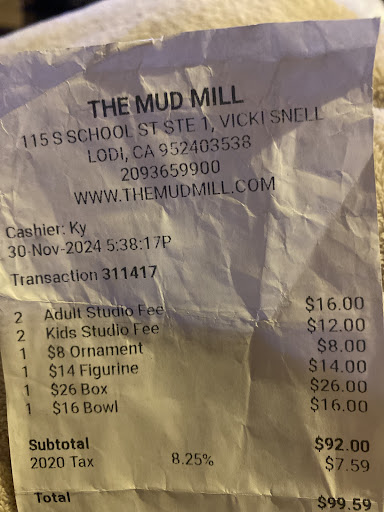 THE MUD MILL
115 S SCHOOL ST STE 1, VICKI SNELL
LODI, CA 952403538
2093659900
WWW.THEMUDMILL.COM
Cashier: Ky
30-Nov-2024 5:38:17P
Transaction 311417
2 Adult Studio Fee $16.00
2 Kids Studio Fee $12.00
1 $8 Ornament $8.00
1 $14 Figurine $14.00
1 $26 Box $26.00
1 $16 Bowl $16.00
Subtotal $92.00
2020 Tax 8.25% $7.59
Total $99.59